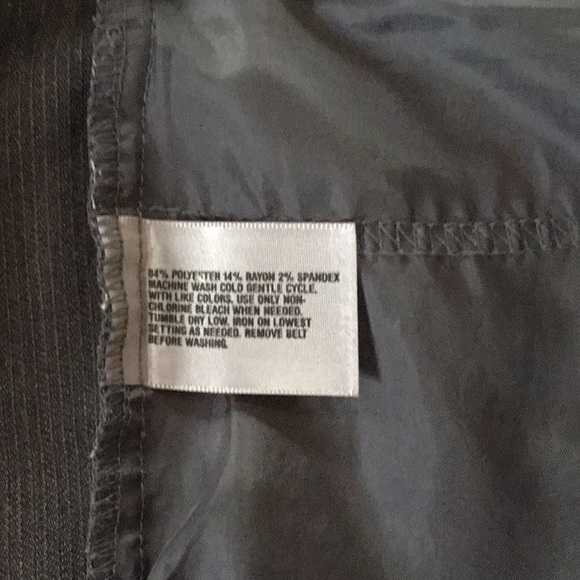 84% POLYESTER 14% RAYON 2% SPANDEX
MACHINE WASH COLD GENTLE CYCLE.
WITH LIKE COLORS. USE ONLY NON-
CHLORINE BLEACH WHEN NEEDED.
TUMBLE DRY LOW. IRON ON LOWEST
SETTING AS NEEDED. REMOVE BELT
BEFORE WASHING.